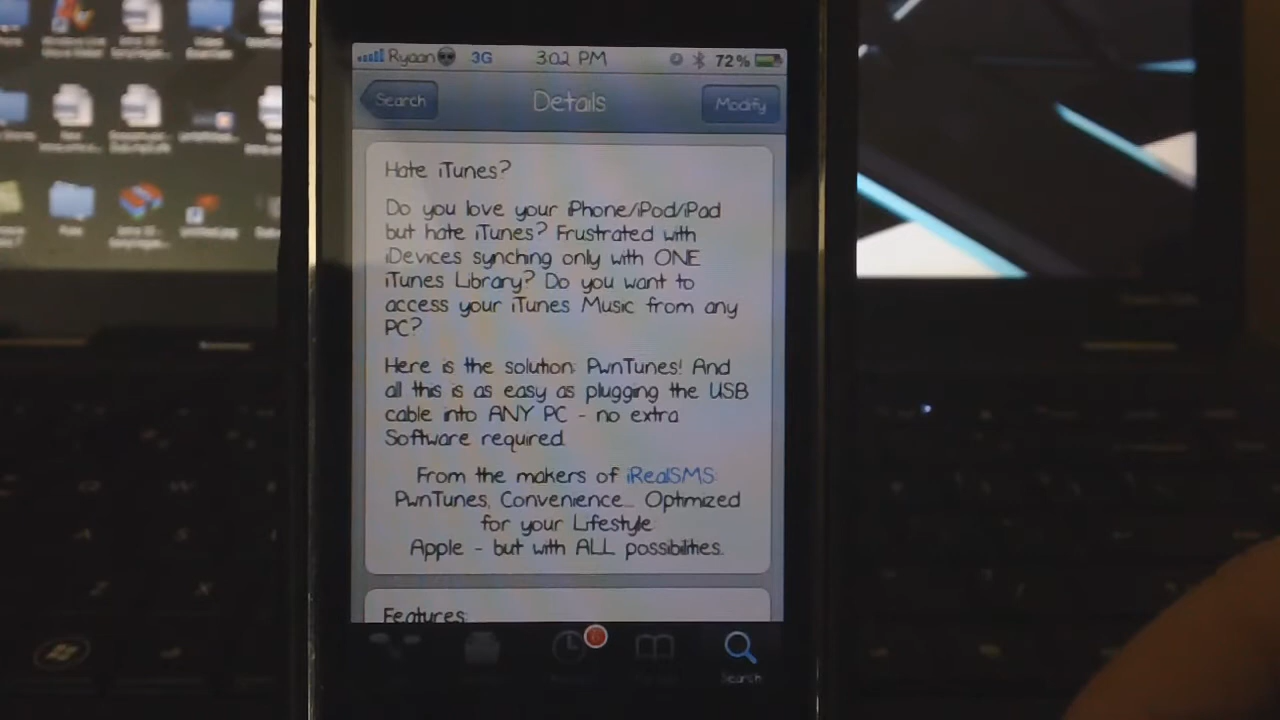 Ryaan 3G 3:02 PM 72%
Search Details Modify
Hate iTunes?
Do you love your iPhone/iPod/iPad
but hate iTunes? Frustrated with
iDevices synching only with ONE
iTunes Library? Do you want to
access your iTunes Music from any
PC?
Here is the solution: PwnTunes! And
all this is as easy as plugging the USB
cable into ANY PC - no extra
Software required.
From the makers of iRealSMS
PwnTunes, Convenience... Optimized
for your Lifestyle
Apple - but with ALL possibilities.
Features:
Search